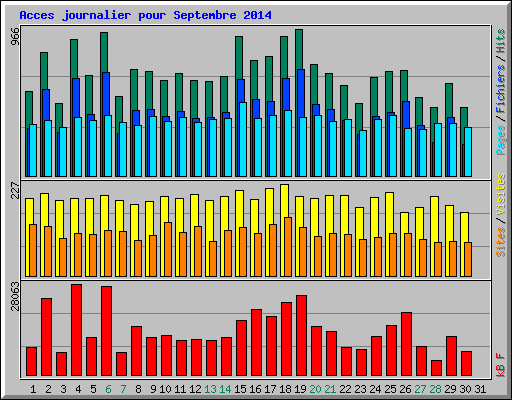 Acces journalier pour Septembre 2014
966
Pages / Fichiers / Hits
227
Sites / Visites
28063
kB F
1 2 3 4 5 6 7 8 9 10 11 12 13 14 15 16 17 18 19 20 21 22 23 24 25 26 27 28 29 30 31